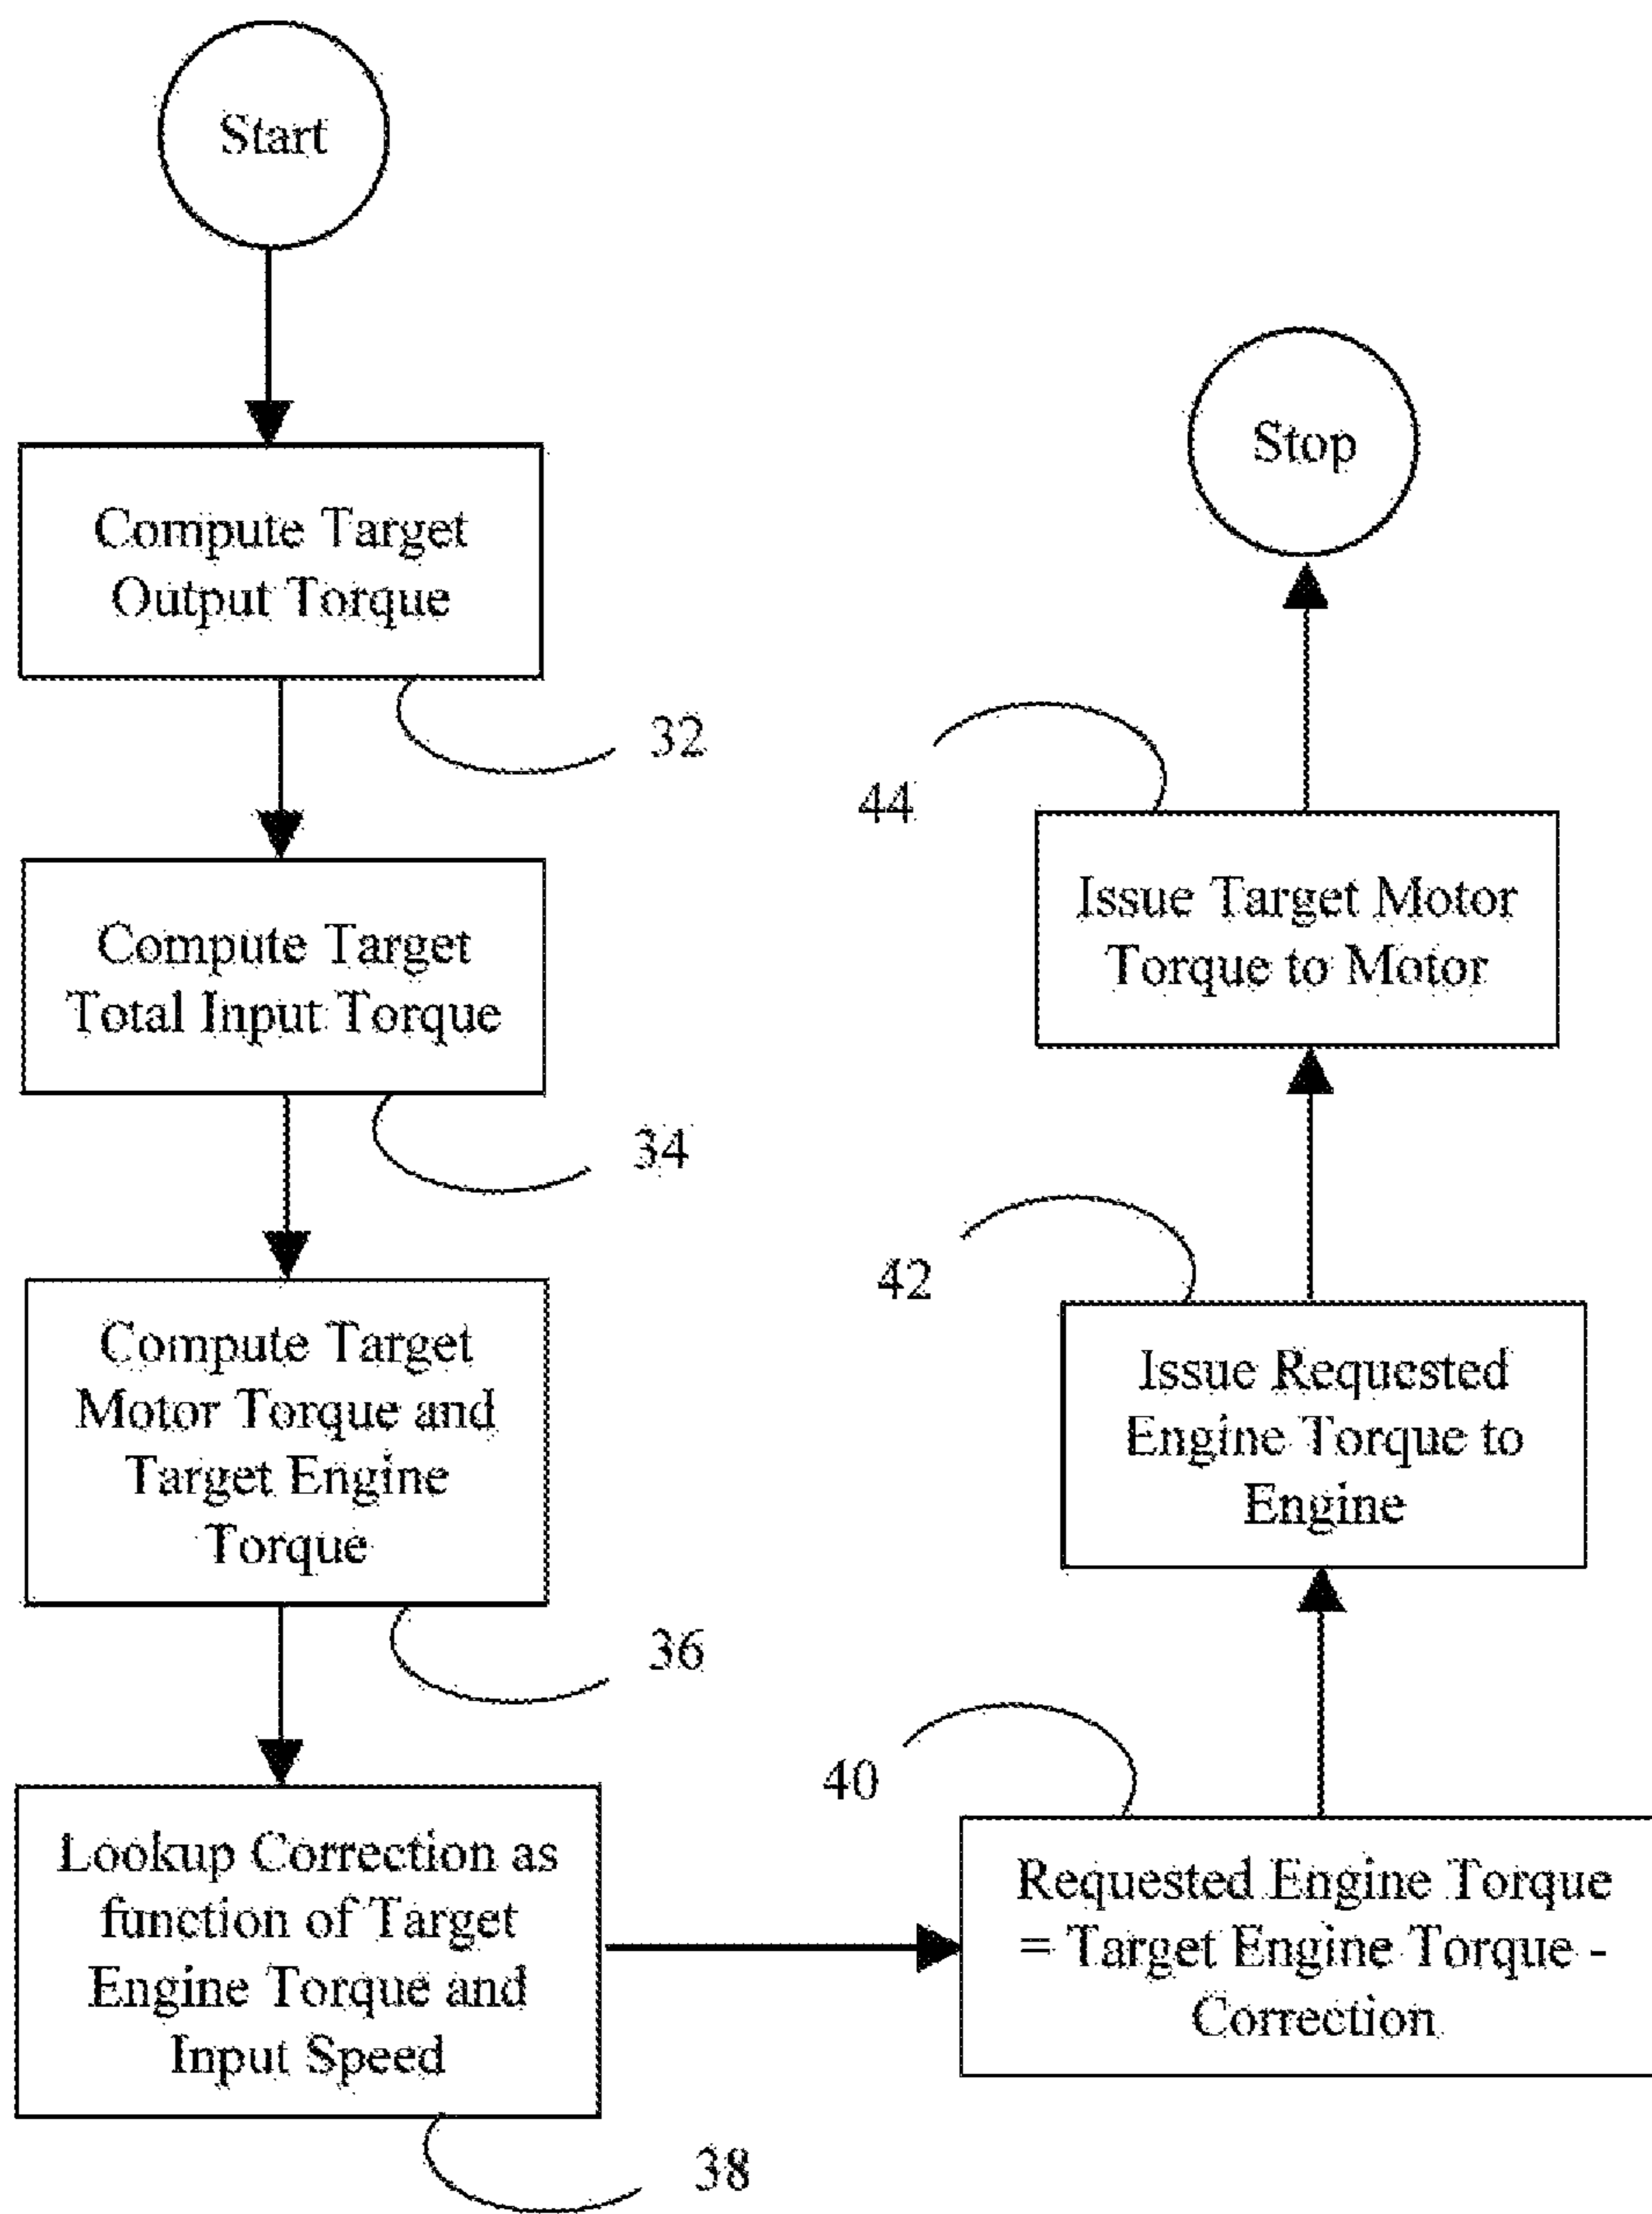 Start
Compute Target
Output Torque
32
Compute Target
Total Input Torque
34
Compute Target
Motor Torque and
Target Engine
Torque
36
Lookup Correction as
function of Target
Engine Torque and
Input Speed
38
40
Requested Engine Torque
= Target Engine Torque -
Correction
42
Issue Requested
Engine Torque to
Engine
44
Issue Target Motor
Torque to Motor
Stop